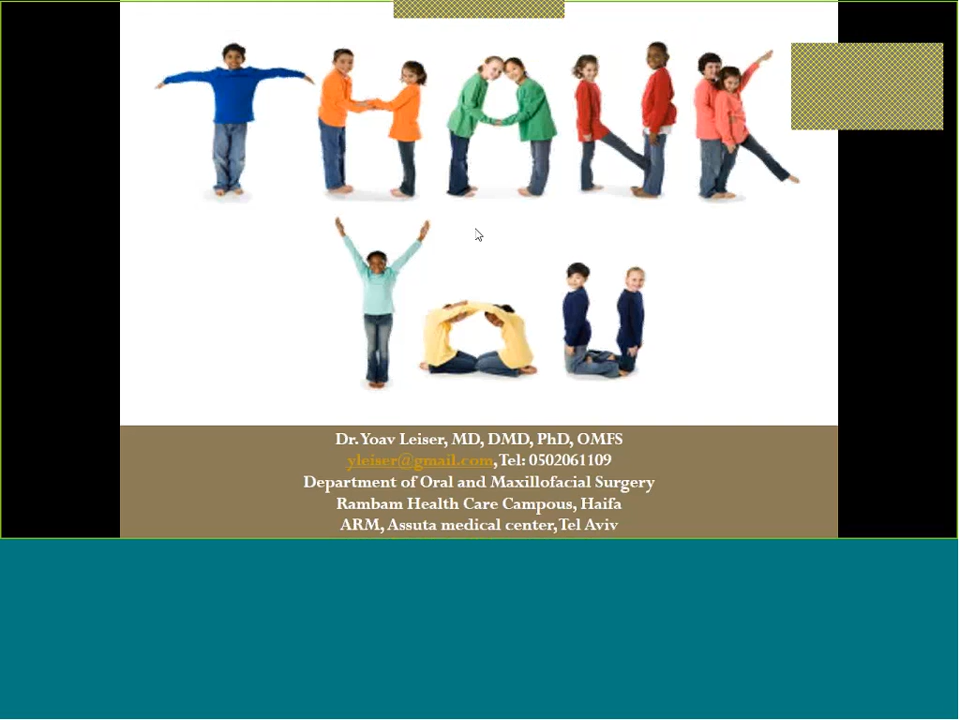 THANK
YOU
Dr. Yoav Leiser, MD, DMD, PhD, OMFS
yleiser@gmail.com, Tel: 0502061109
Department of Oral and Maxillofacial Surgery
Rambam Health Care Campous, Haifa
ARM, Assuta medical center, Tel Aviv